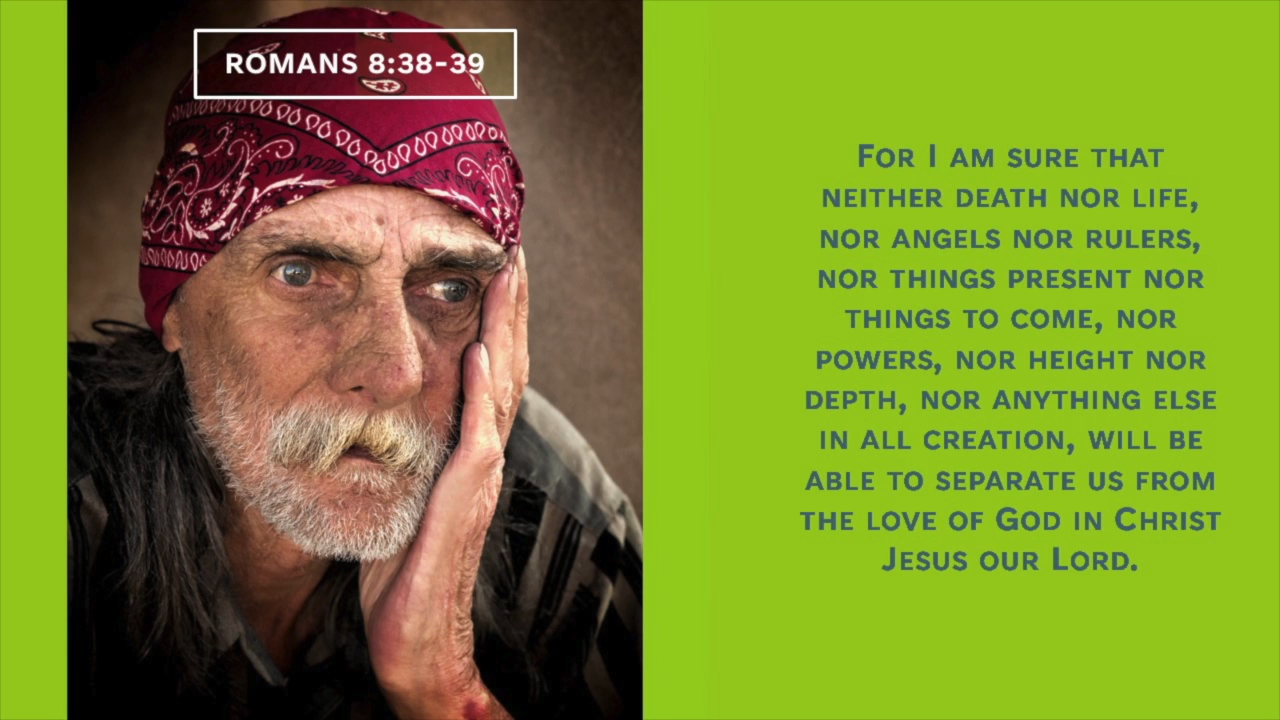 ROMANS 8:38-39
FOR I AM SURE THAT
NEITHER DEATH NOR LIFE,
NOR ANGELS NOR RULERS,
NOR THINGS PRESENT NOR
THINGS TO COME, NOR
POWERS, NOR HEIGHT NOR
DEPTH, NOR ANYTHING ELSE
IN ALL CREATION, WILL BE
ABLE TO SEPARATE US FROM
THE LOVE OF GOD IN CHRIST
JESUS OUR LORD.